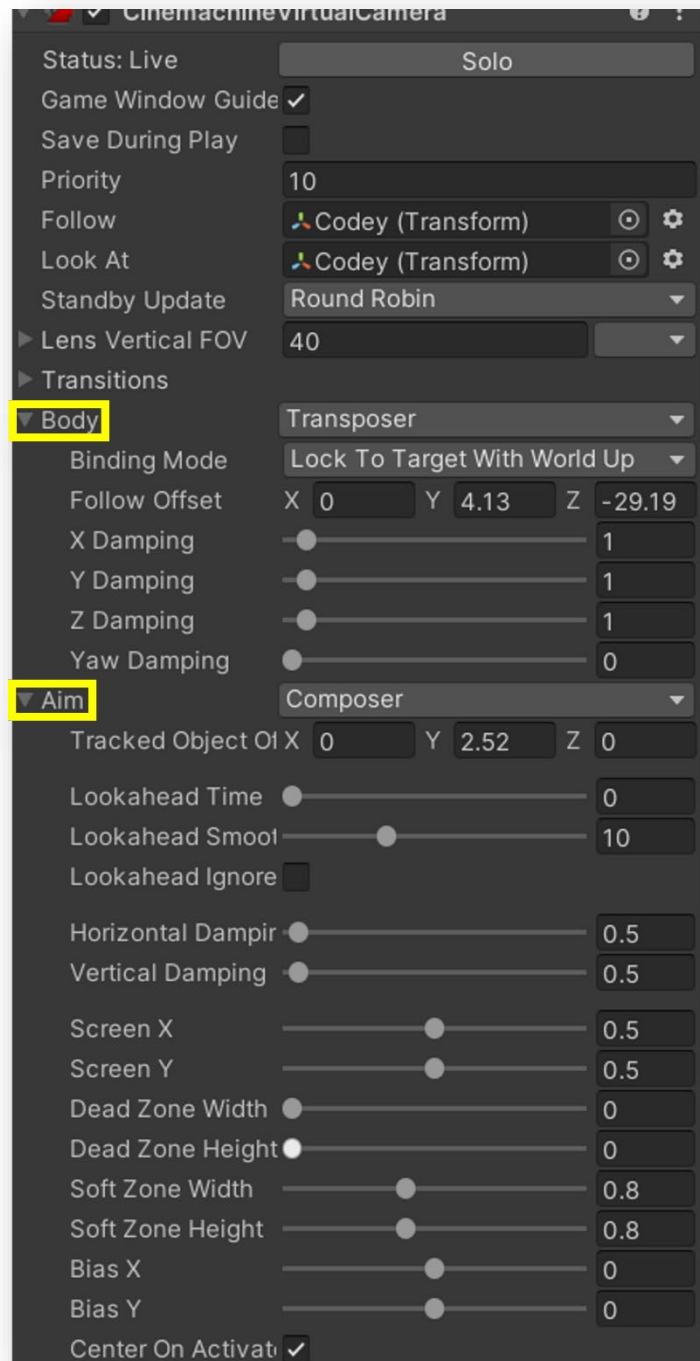 CinemachineVirtualCamera
Status: Live Solo
Game Window Guide
Save During Play
Priority 10
Follow Codey (Transform)
Look At Codey (Transform)
Standby Update Round Robin
Lens Vertical FOV 40
Transitions
Body Transposer
Binding Mode Lock To Target With World Up
Follow Offset X 0 Y 4.13 Z -29.19
X Damping 1
Y Damping 1
Z Damping 1
Yaw Damping 0
Aim Composer
Tracked Object Of X 0 Y 2.52 Z 0
Lookahead Time 0
Lookahead Smoot 10
Lookahead Ignore
Horizontal Dampir 0.5
Vertical Damping 0.5
Screen X 0.5
Screen Y 0.5
Dead Zone Width 0
Dead Zone Height 0
Soft Zone Width 0.8
Soft Zone Height 0.8
Bias X 0
Bias Y 0
Center On Activat